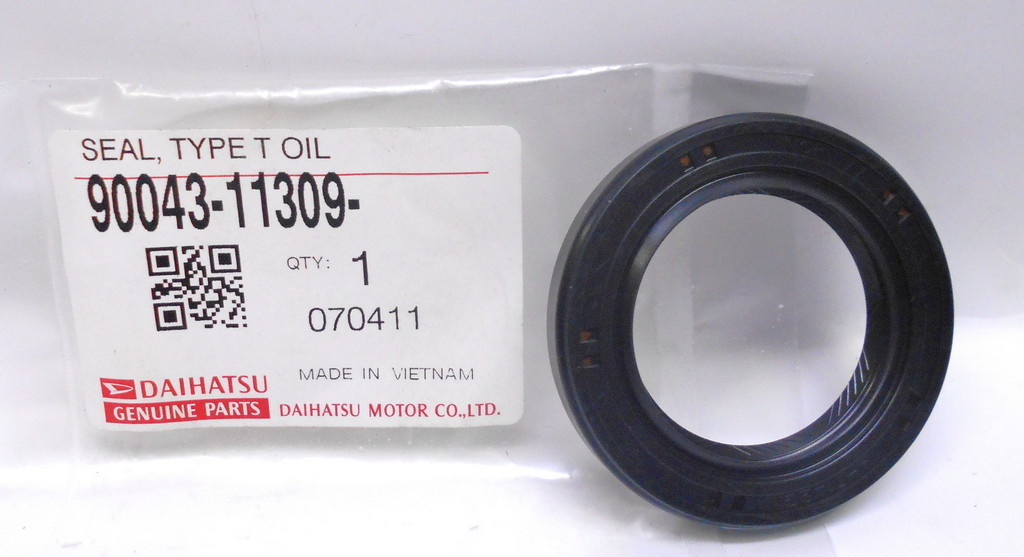 SEAL, TYPE T OIL
90043-11309-
QTY: 1
070411
MADE IN VIETNAM
DAIHATSU
GENUINE PARTS
DAIHATSU MOTOR CO.,LTD.